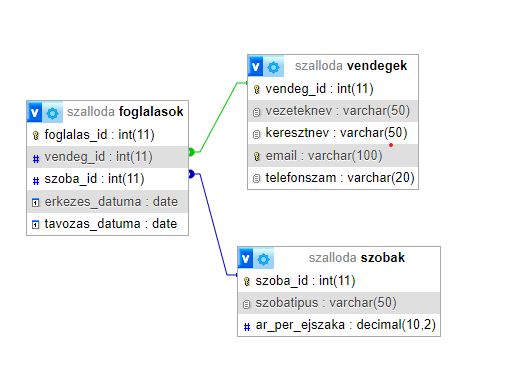 szalloda vendegek
vendeg_id : int(11)
vezeteknev : varchar(50)
keresztnev : varchar(50)
email : varchar(100)
telefonszam : varchar(20)
szalloda foglalasok
foglalas_id : int(11)
vendeg_id : int(11)
szoba_id : int(11)
erkezes_datuma : date
tavozas_datuma : date
szalloda szobak
szoba_id : int(11)
szobatipus : varchar(50)
ar_per_ejszaka : decimal(10,2)